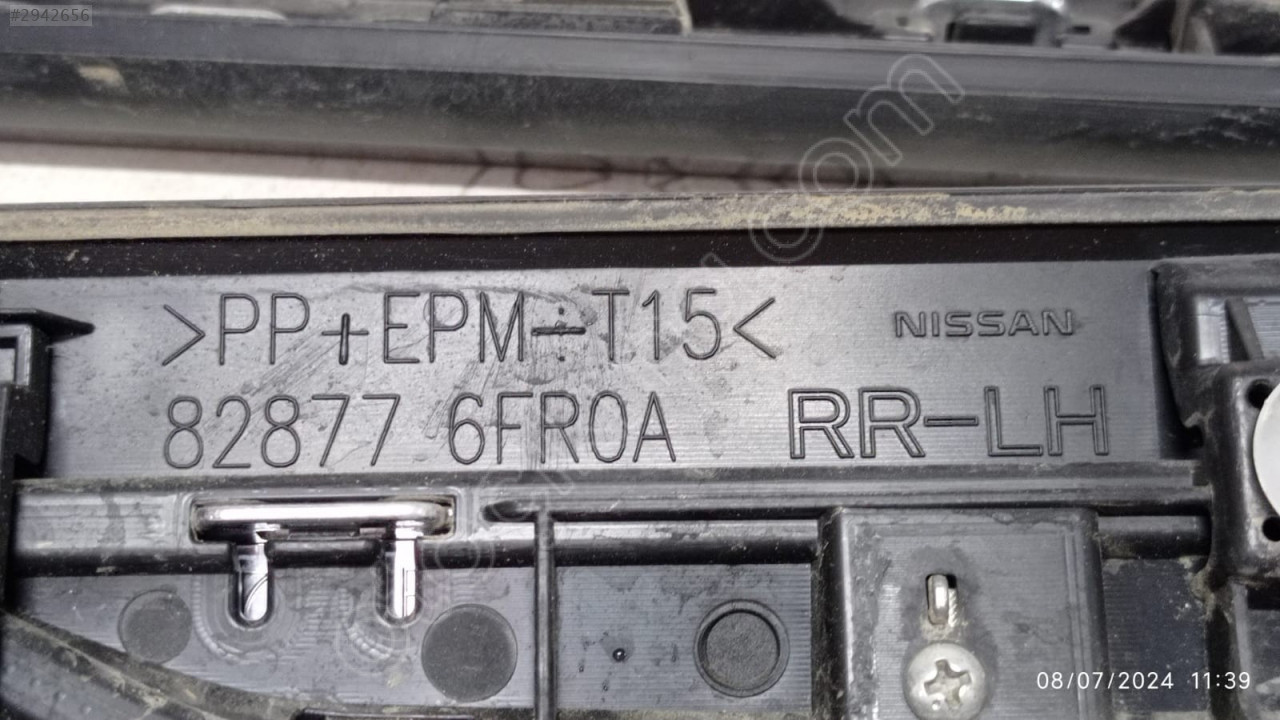 #2942656
>PP+EPM-T15<
NISSAN
82877 6FR0A
RR-LH
08/07/2024 11:39